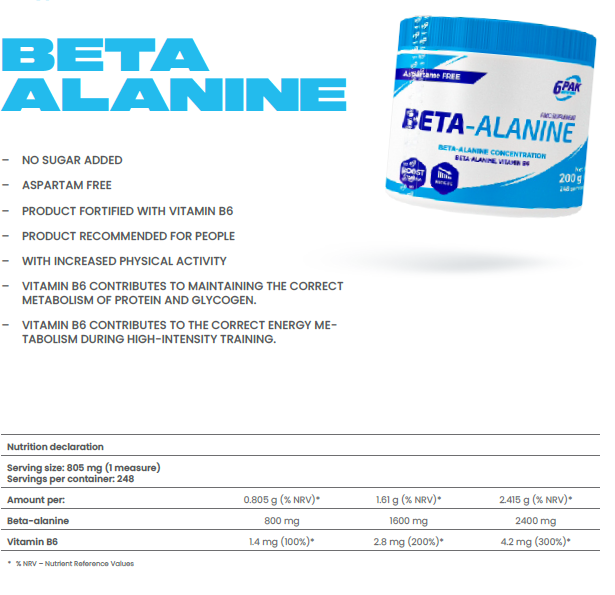 BETA
ALANINE
– NO SUGAR ADDED
– ASPARTAM FREE
– PRODUCT FORTIFIED WITH VITAMIN B6
– PRODUCT RECOMMENDED FOR PEOPLE
– WITH INCREASED PHYSICAL ACTIVITY
– VITAMIN B6 CONTRIBUTES TO MAINTAINING THE CORRECT
METABOLISM OF PROTEIN AND GLYCOGEN.
– VITAMIN B6 CONTRIBUTES TO THE CORRECT ENERGY ME-
TABOLISM DURING HIGH-INTENSITY TRAINING.
FREE
6PAK
BETA-ALANINE
BETA-ALANINE CONCENTRATION
BETA-ALANINE, VITAMIN B6
BOOST
200 g
Nutrition declaration
Serving size: 805 mg (1 measure)
Servings per container: 248
Amount per: 0.805 g (% NRV)* 1.61 g (% NRV)* 2.415 g (% NRV)*
Beta-alanine 800 mg 1600 mg 2400 mg
Vitamin B6 1.4 mg (100%)* 2.8 mg (200%)* 4.2 mg (300%)*
* % NRV – Nutrient Reference Values